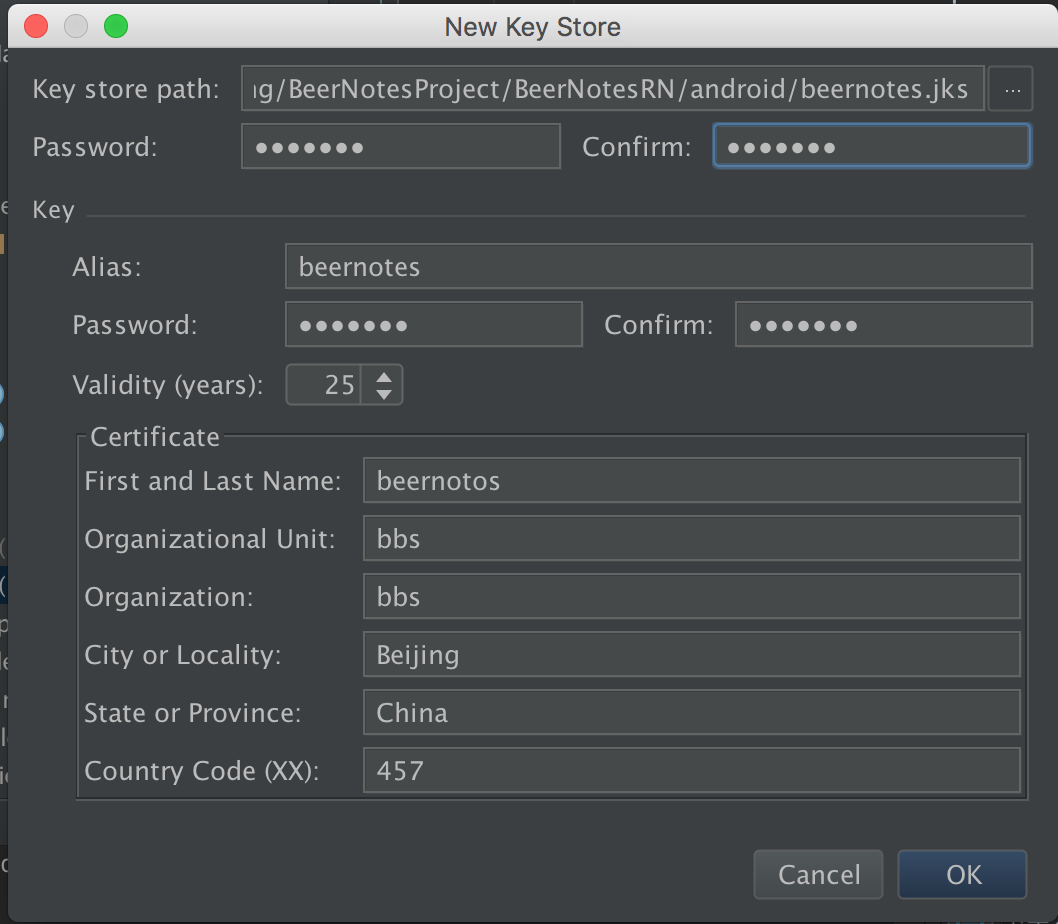 New Key Store
Key store path: ng/BeerNotesProject/BeerNotesRN/android/beernotes.jks ...
Password: ••••••• Confirm: •••••••
Key
Alias: beernotes
Password: ••••••• Confirm: •••••••
Validity (years): 25
Certificate
First and Last Name: beernotos
Organizational Unit: bbs
Organization: bbs
City or Locality: Beijing
State or Province: China
Country Code (XX): 457
Cancel OK